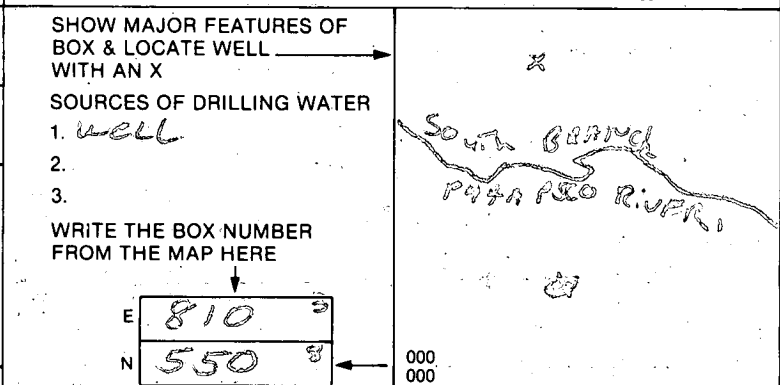 SHOW MAJOR FEATURES OF
BOX & LOCATE WELL
WITH AN X
X
SOURCES OF DRILLING WATER
1. well
2.
3.
South BRANCH
PATAPSCO RIVER
WRITE THE BOX NUMBER
FROM THE MAP HERE
E 810
N 550
000
000